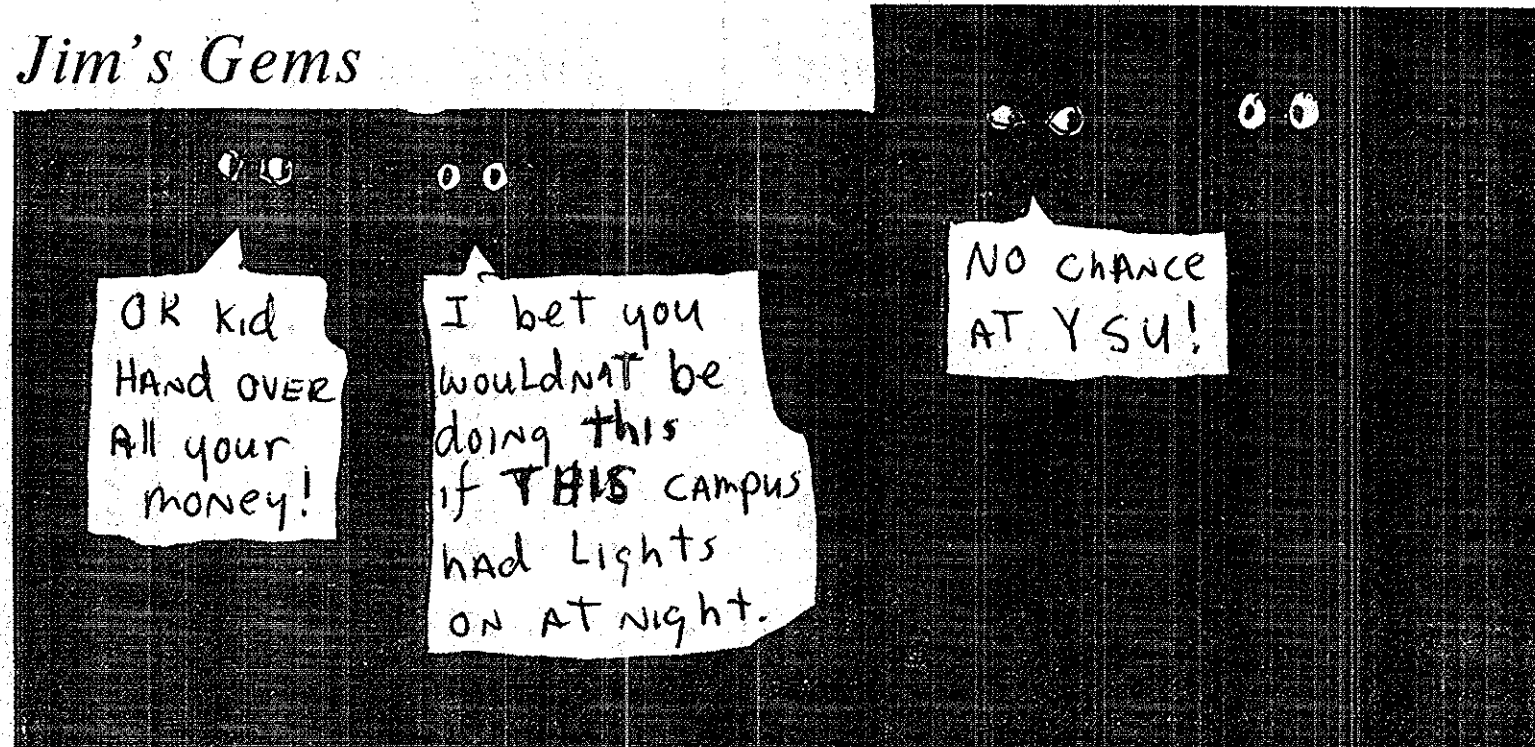 Jim's Gems
OK kid
HAND OVER
All your
money!
I bet you
wouldnAT be
doing this
if THIS campus
had Lights
ON AT Night.
NO chANce
AT YSU!